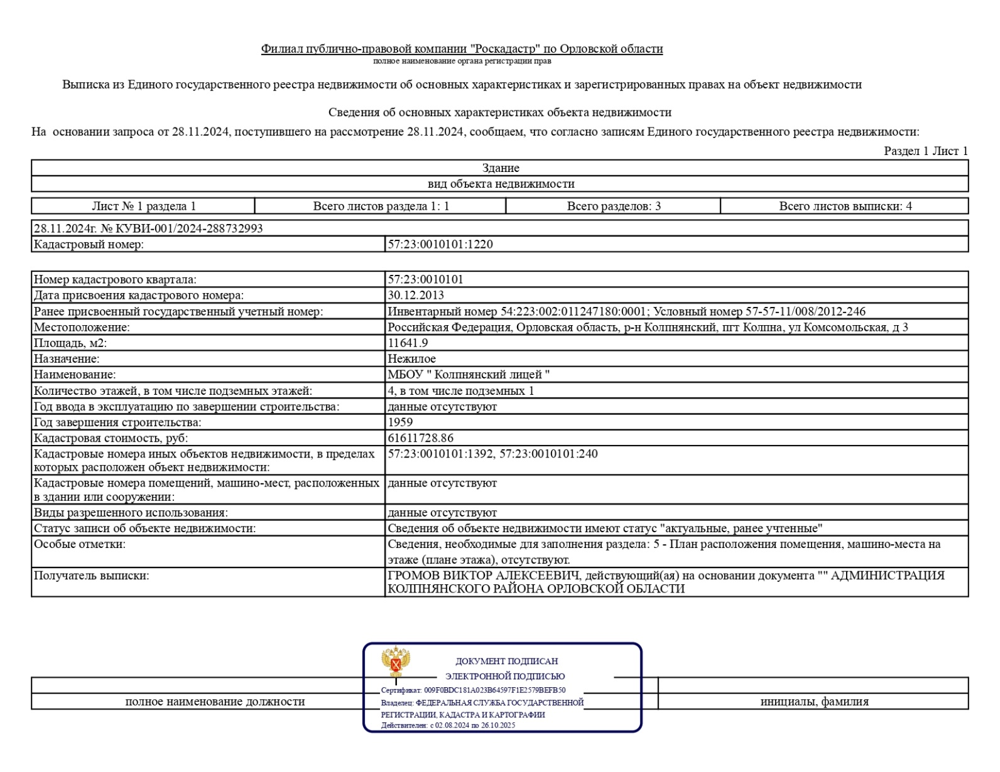 Филиал публично-правовой компании "Роскадастр" по Орловской области
полное наименование органа регистрации прав
Выписка из Единого государственного реестра недвижимости об основных характеристиках и зарегистрированных правах на объект недвижимости
Сведения об основных характеристиках объекта недвижимости
На  основании запроса от 28.11.2024, поступившего на рассмотрение 28.11.2024, сообщаем, что согласно записям Единого государственного реестра недвижимости:
Раздел 1 Лист 1
Здание
вид объекта недвижимости
Лист № 1 раздела 1 Всего листов раздела 1: 1 Всего разделов: 3 Всего листов выписки: 4
28.11.2024г. № КУВИ-001/2024-288732993
Кадастровый номер: 57:23:0010101:1220
Номер кадастрового квартала: 57:23:0010101
Дата присвоения кадастрового номера: 30.12.2013
Ранее присвоенный государственный учетный номер: Инвентарный номер 54:223:002:011247180:0001; Условный номер 57-57-11/008/2012-246
Местоположение: Российская Федерация, Орловская область, р-н Колпнянский, пгт Колпна, ул Комсомольская, д 3
Площадь, м2: 11641.9
Назначение: Нежилое
Наименование: МБОУ " Колпнянский лицей "
Количество этажей, в том числе подземных этажей: 4, в том числе подземных 1
Год ввода в эксплуатацию по завершении строительства: данные отсутствуют
Год завершения строительства: 1959
Кадастровая стоимость, руб: 61611728.86
Кадастровые номера иных объектов недвижимости, в пределах 57:23:0010101:1392, 57:23:0010101:240
которых расположен объект недвижимости:
Кадастровые номера помещений, машино-мест, расположенных данные отсутствуют
в здании или сооружении:
Виды разрешенного использования: данные отсутствуют
Статус записи об объекте недвижимости: Сведения об объекте недвижимости имеют статус "актуальные, ранее учтенные"
Особые отметки: Сведения, необходимые для заполнения раздела: 5 - План расположения помещения, машино-места на
этаже (плане этажа), отсутствуют.
Получатель выписки: ГРОМОВ ВИКТОР АЛЕКСЕЕВИЧ, действующий(ая) на основании документа "" АДМИНИСТРАЦИЯ
КОЛПНЯНСКОГО РАЙОНА ОРЛОВСКОЙ ОБЛАСТИ
ДОКУМЕНТ ПОДПИСАН
ЭЛЕКТРОННОЙ ПОДПИСЬЮ
Сертификат: 009F0BDC181A023B64597F1E2579BEFB50
полное наименование должности Владелец: ФЕДЕРАЛЬНАЯ СЛУЖБА ГОСУДАРСТВЕННОЙ инициалы, фамилия
РЕГИСТРАЦИИ, КАДАСТРА И КАРТОГРАФИИ
Действителен: с 02.08.2024 по 26.10.2025